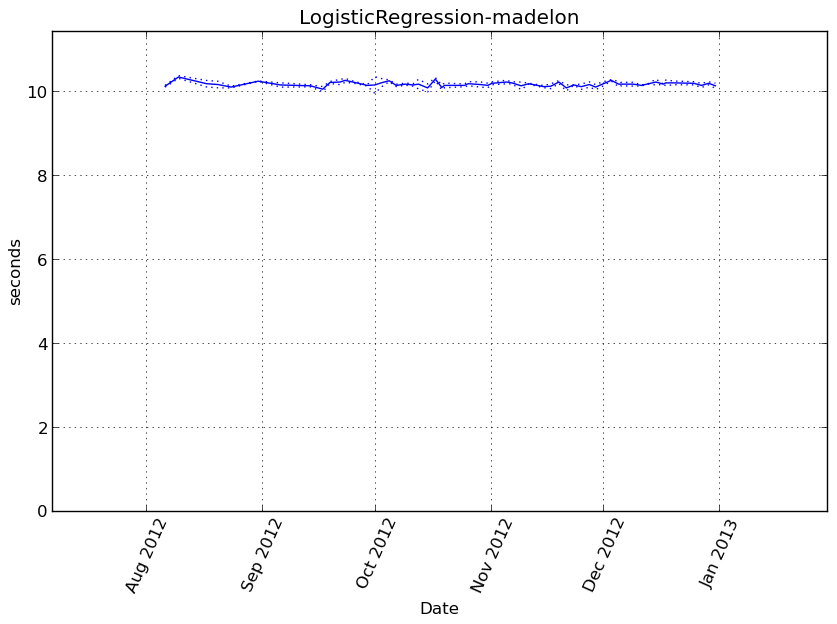 LogisticRegression-madelon
10
8
6
4
2
0
seconds
Aug 2012
Sep 2012
Oct 2012
Nov 2012
Dec 2012
Jan 2013
Date